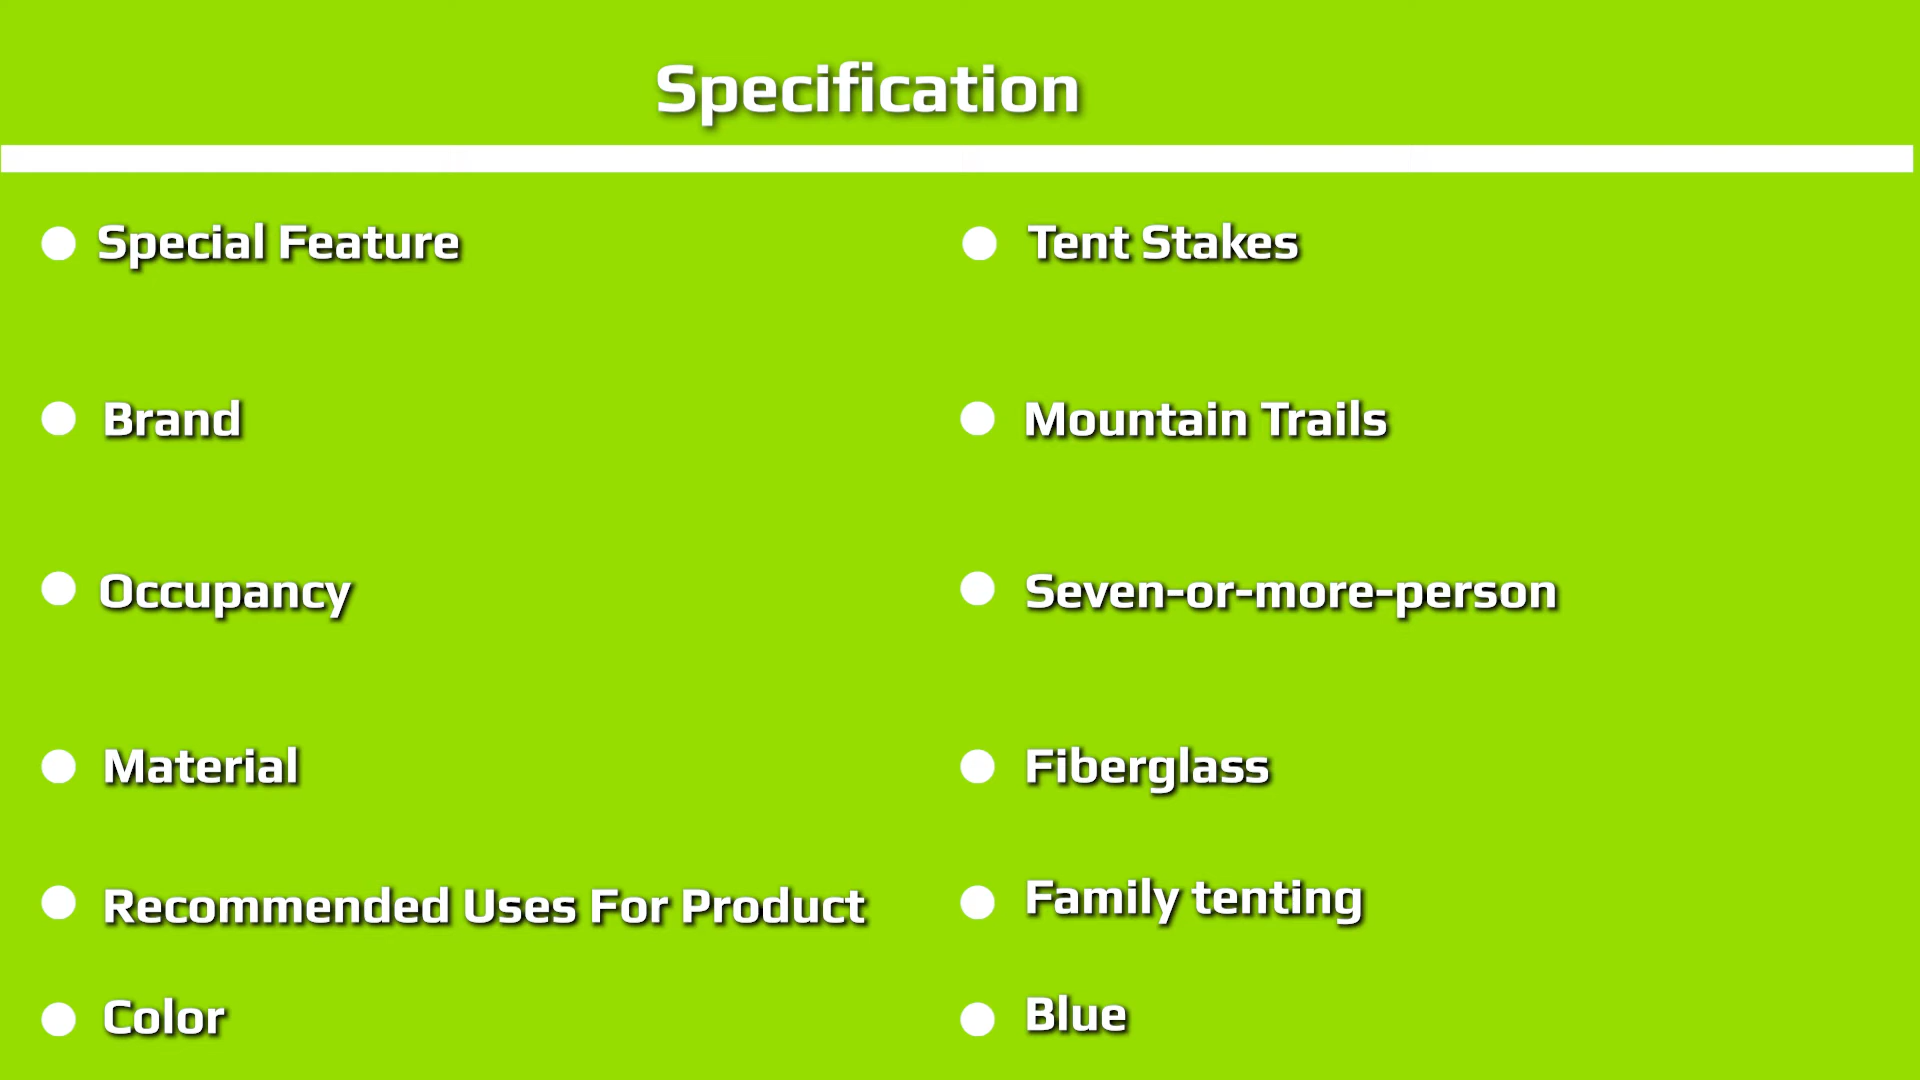 Specification
Special Feature
Tent Stakes
Brand
Mountain Trails
Occupancy
Seven-or-more-person
Material
Fiberglass
Recommended Uses For Product
Family tenting
Color
Blue